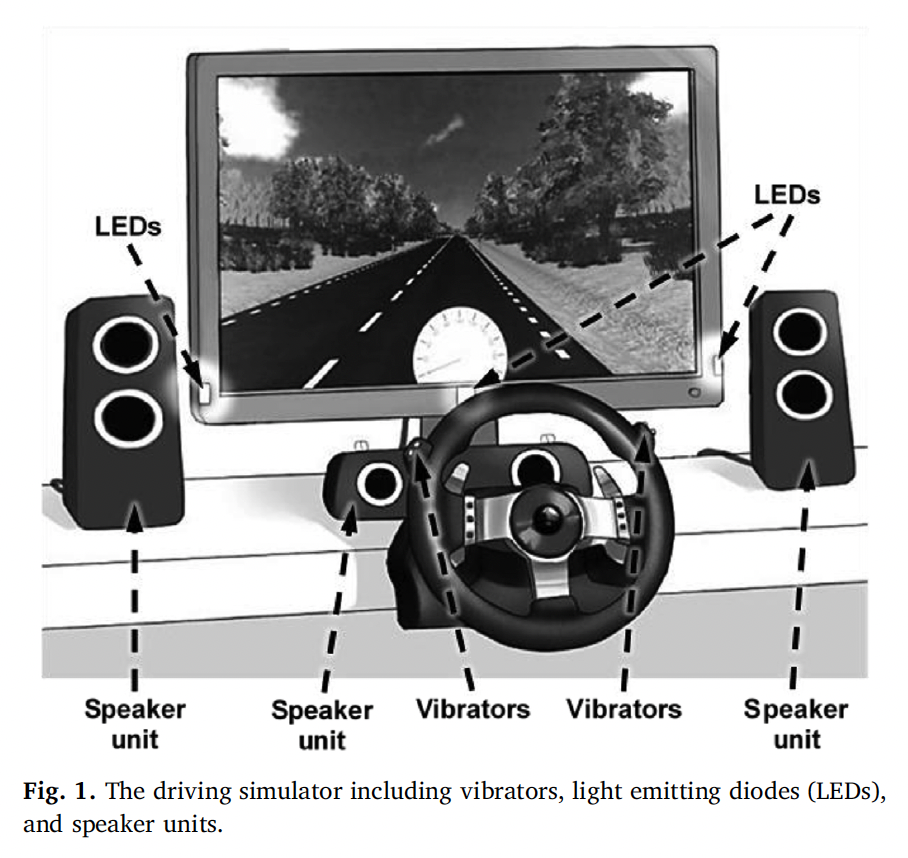 LEDs
LEDs
Speaker
unit
Speaker
unit
Vibrators
Vibrators
Speaker
unit
Fig. 1. The driving simulator including vibrators, light emitting diodes (LEDs),
and speaker units.